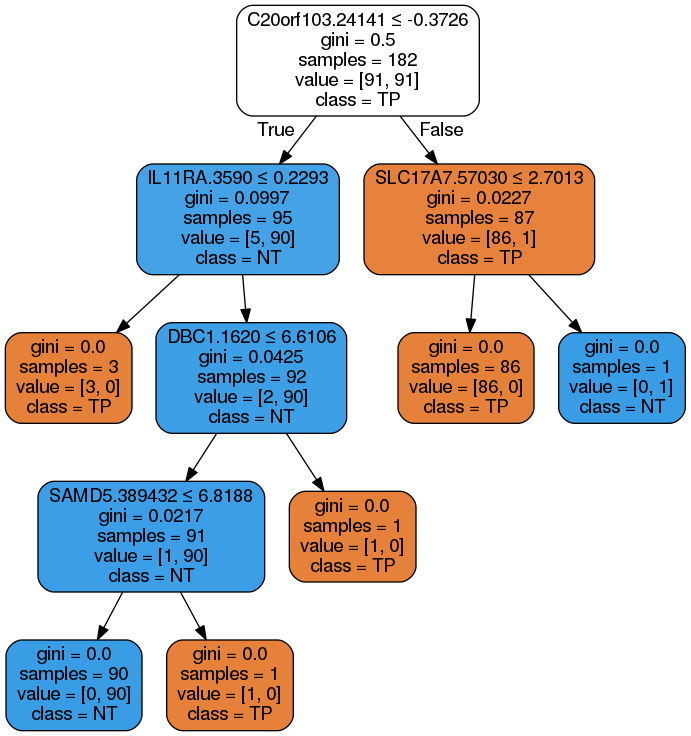 C20orf103.24141 ≤ -0.3726
gini = 0.5
samples = 182
value = [91, 91]
class = TP
True
False
IL11RA.3590 ≤ 0.2293
gini = 0.0997
samples = 95
value = [5, 90]
class = NT
SLC17A7.57030 ≤ 2.7013
gini = 0.0227
samples = 87
value = [86, 1]
class = TP
gini = 0.0
samples = 3
value = [3, 0]
class = TP
DBC1.1620 ≤ 6.6106
gini = 0.0425
samples = 92
value = [2, 90]
class = NT
gini = 0.0
samples = 86
value = [86, 0]
class = TP
gini = 0.0
samples = 1
value = [0, 1]
class = NT
SAMD5.389432 ≤ 6.8188
gini = 0.0217
samples = 91
value = [1, 90]
class = NT
gini = 0.0
samples = 1
value = [1, 0]
class = TP
gini = 0.0
samples = 90
value = [0, 90]
class = NT
gini = 0.0
samples = 1
value = [1, 0]
class = TP